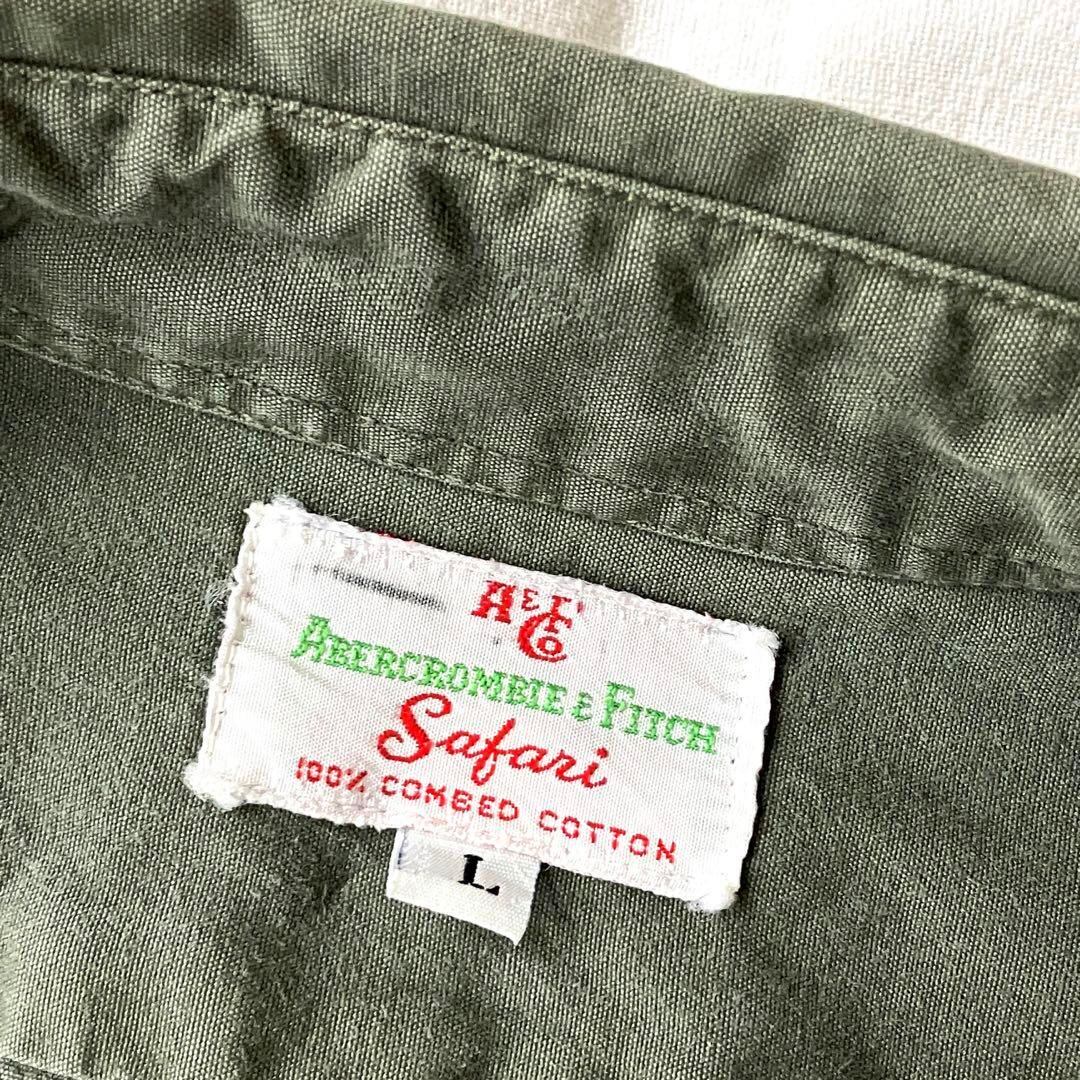 A&F Co
ABERCROMBIE & FITCH
Safari
100% COMBED COTTON
L